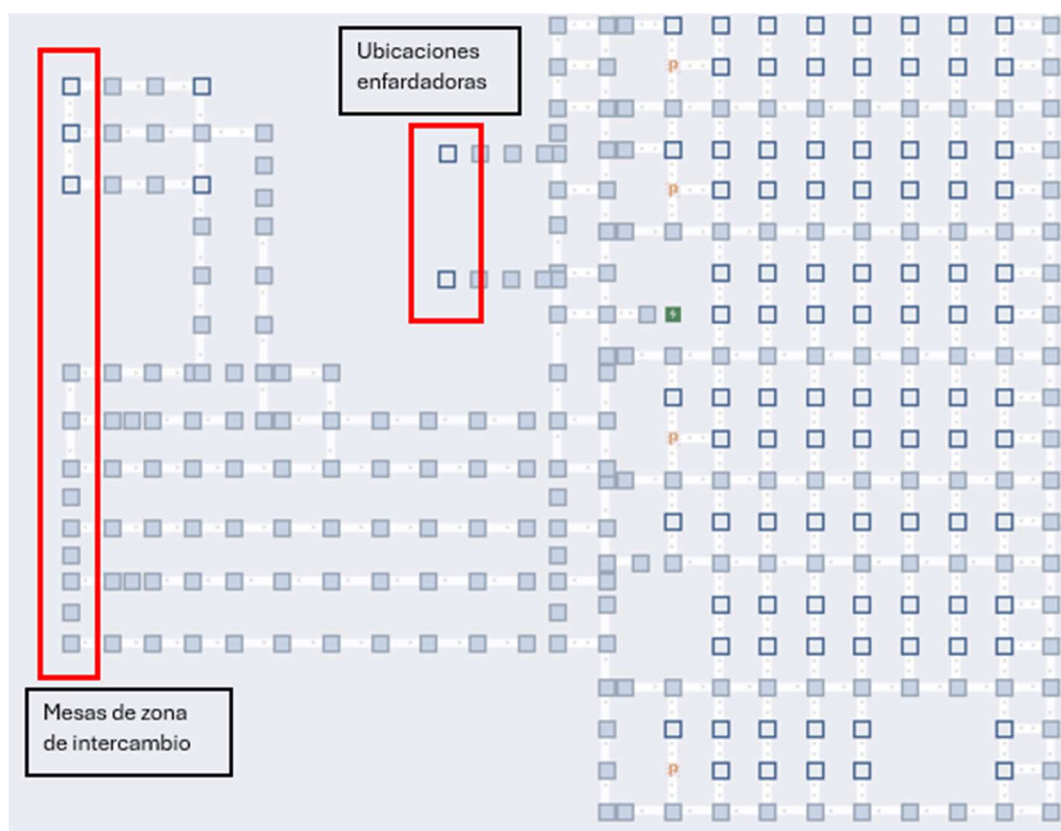 Ubicaciones
enfardadoras
P
P
P
P
Mesas de zona
de intercambio